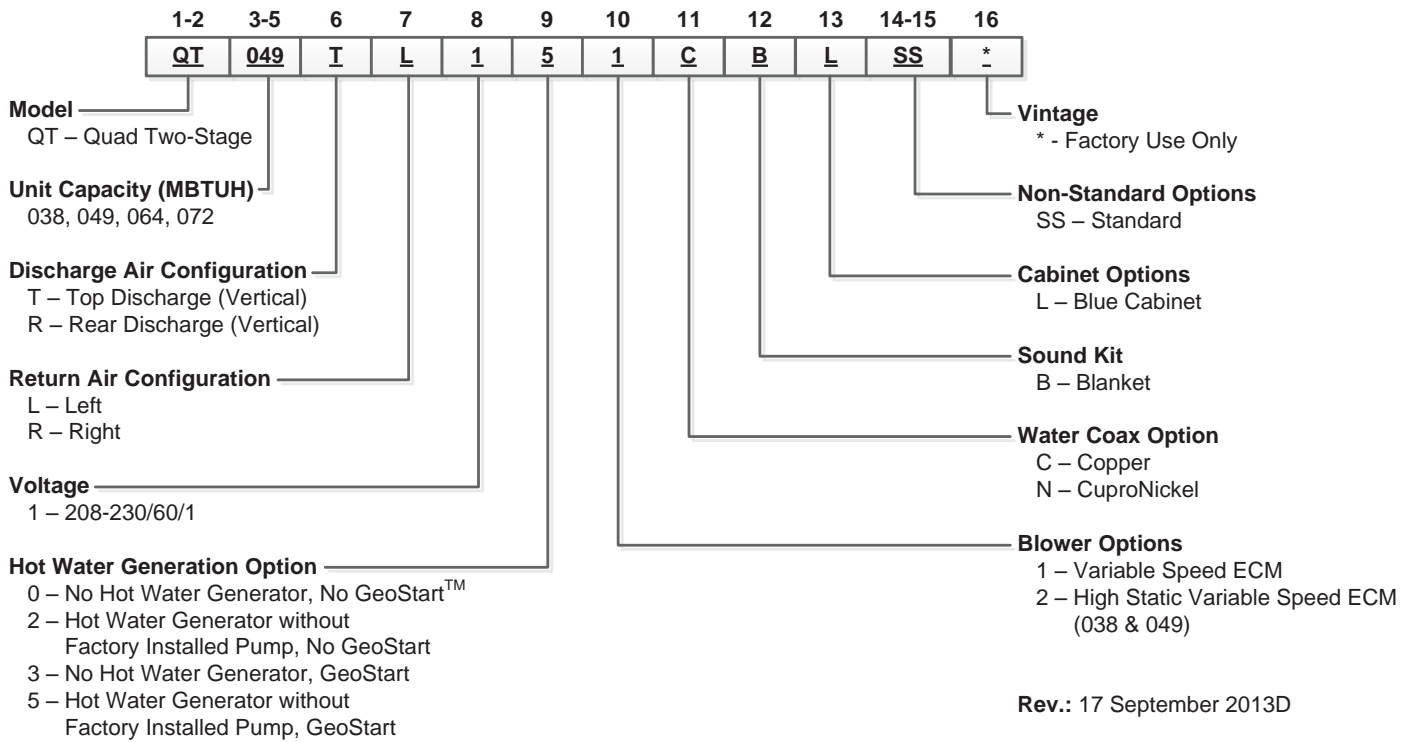 1-2 3-5 6 7 8 9 10 11 12 13 14-15 16
QT 049 T L 1 5 1 C B L SS *
Model
QT – Quad Two-Stage
Unit Capacity (MBTUH)
038, 049, 064, 072
Discharge Air Configuration
T – Top Discharge (Vertical)
R – Rear Discharge (Vertical)
Return Air Configuration
L – Left
R – Right
Voltage
1 – 208-230/60/1
Hot Water Generation Option
0 – No Hot Water Generator, No GeoStart™
2 – Hot Water Generator without
Factory Installed Pump, No GeoStart
3 – No Hot Water Generator, GeoStart
5 – Hot Water Generator without
Factory Installed Pump, GeoStart
Vintage
* - Factory Use Only
Non-Standard Options
SS – Standard
Cabinet Options
L – Blue Cabinet
Sound Kit
B – Blanket
Water Coax Option
C – Copper
N – CuproNickel
Blower Options
1 – Variable Speed ECM
2 – High Static Variable Speed ECM
(038 & 049)
Rev.: 17 September 2013D